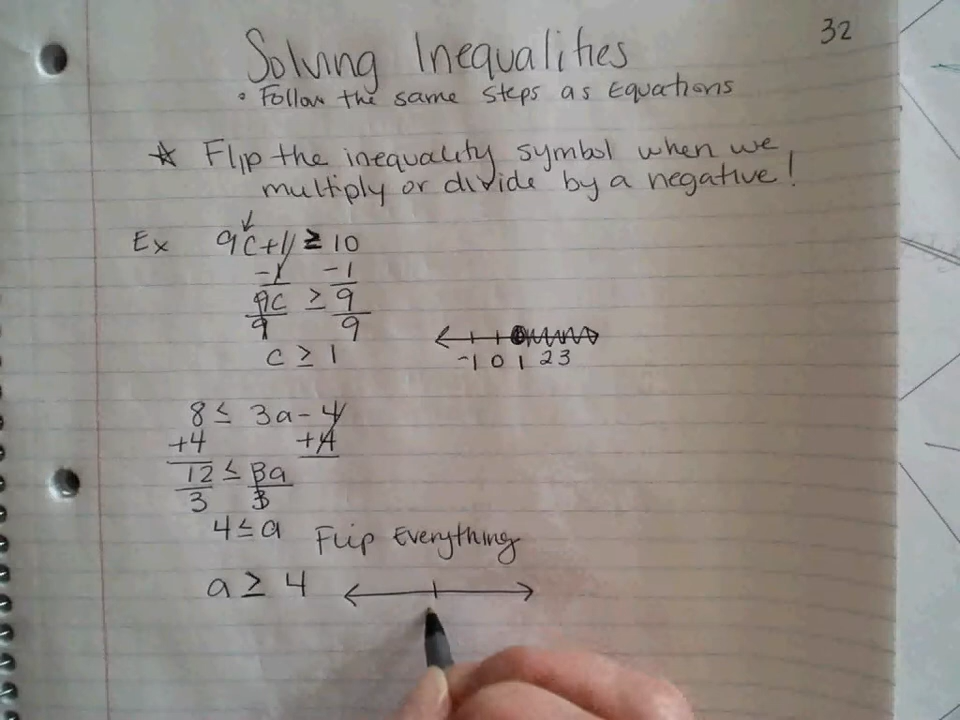 32
Solving Inequalities
• Follow the same steps as Equations
☆ Flip the inequality symbol when we
multiply or divide by a negative!
Ex 9c+1 ≥ 10
-1 -1
9c ≥ 9
9 9
c ≥ 1
-1 0 1 2 3
8 ≤ 3a - 4
+4 +4
12 ≤ 3a
3 3
4 ≤ a Flip Everything
a ≥ 4